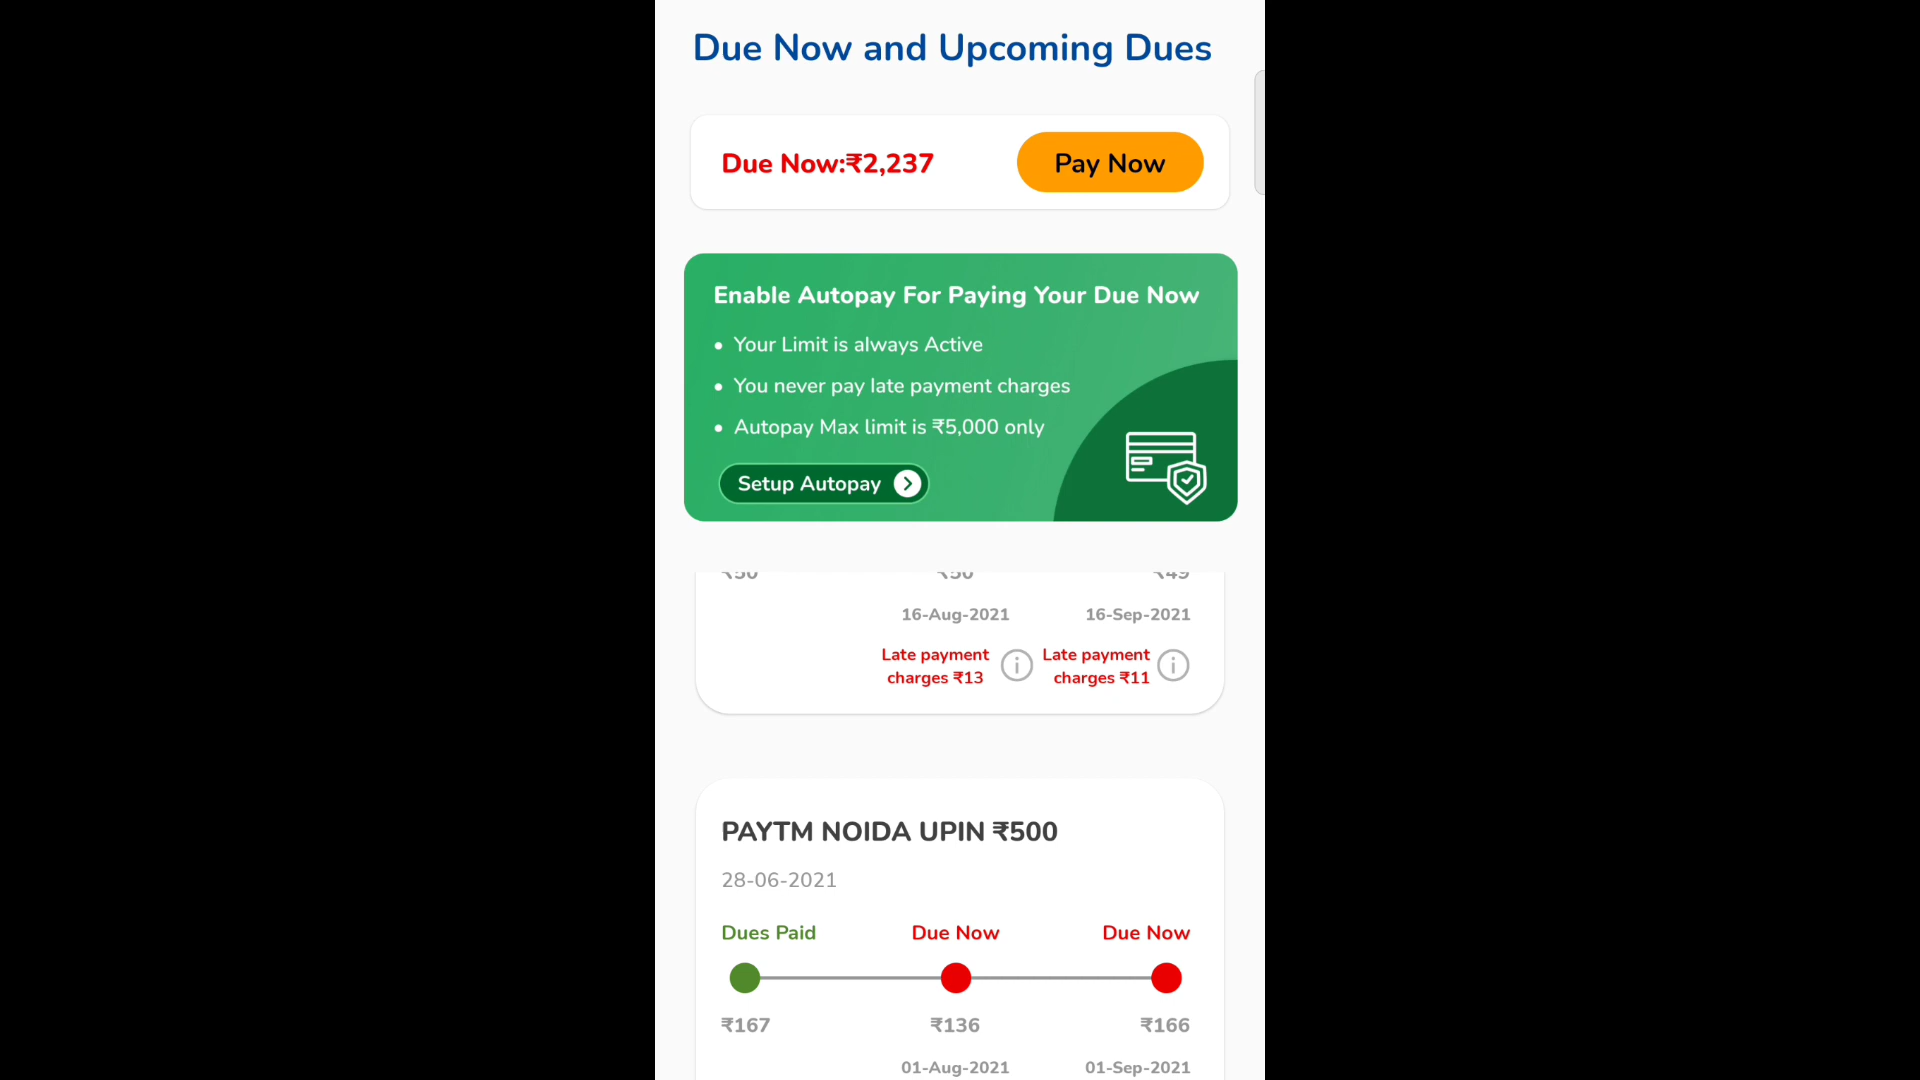 Due Now and Upcoming Dues
Due Now:₹2,237
Pay Now
Enable Autopay For Paying Your Due Now
• Your Limit is always Active
• You never pay late payment charges
• Autopay Max limit is ₹5,000 only
Setup Autopay
₹50 ₹50 ₹49
16-Aug-2021 16-Sep-2021
Late payment charges ₹13
Late payment charges ₹11
PAYTM NOIDA UPIN ₹500
28-06-2021
Dues Paid Due Now Due Now
₹167 ₹136 ₹166
01-Aug-2021 01-Sep-2021